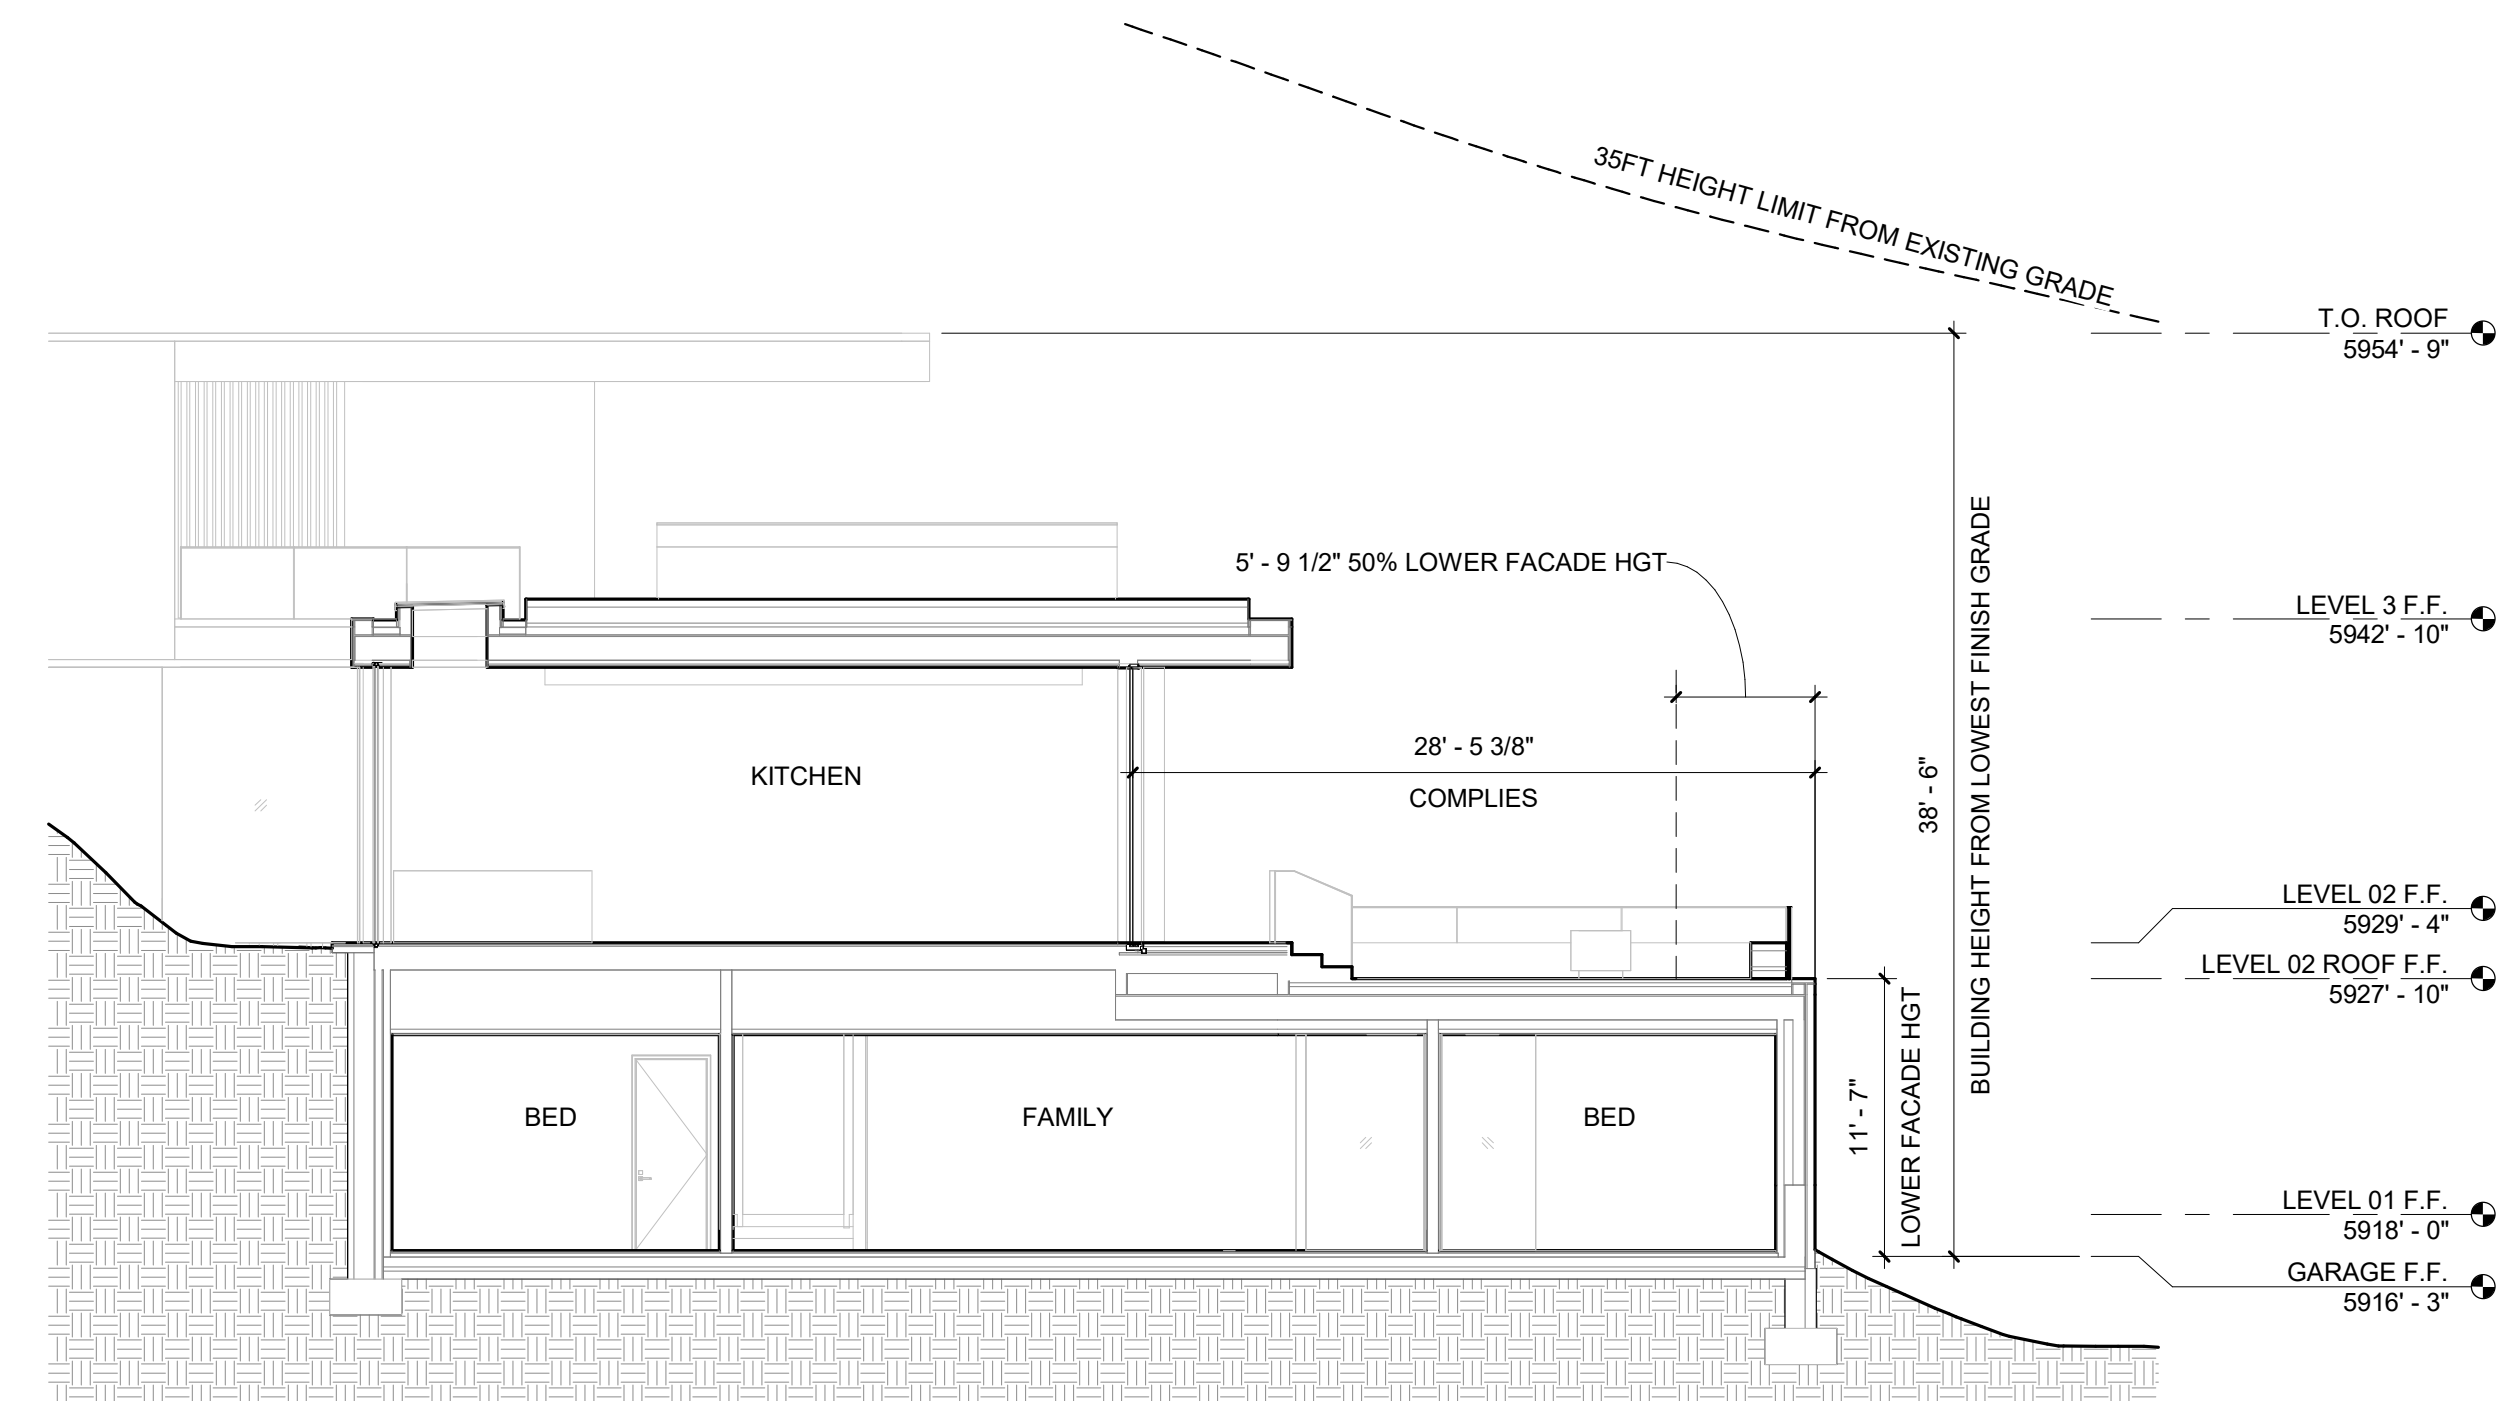 35FT HEIGHT LIMIT FROM EXISTING GRADE
T.O. ROOF
5954' - 9"
5' - 9 1/2" 50% LOWER FACADE HGT
LEVEL 3 F.F.
5942' - 10"
28' - 5 3/8"
COMPLIES
KITCHEN
38' - 6"
BUILDING HEIGHT FROM LOWEST FINISH GRADE
LEVEL 02 F.F.
5929' - 4"
LEVEL 02 ROOF F.F.
5927' - 10"
BED
FAMILY
BED
11' - 7"
LOWER FACADE HGT
LEVEL 01 F.F.
5918' - 0"
GARAGE F.F.
5916' - 3"